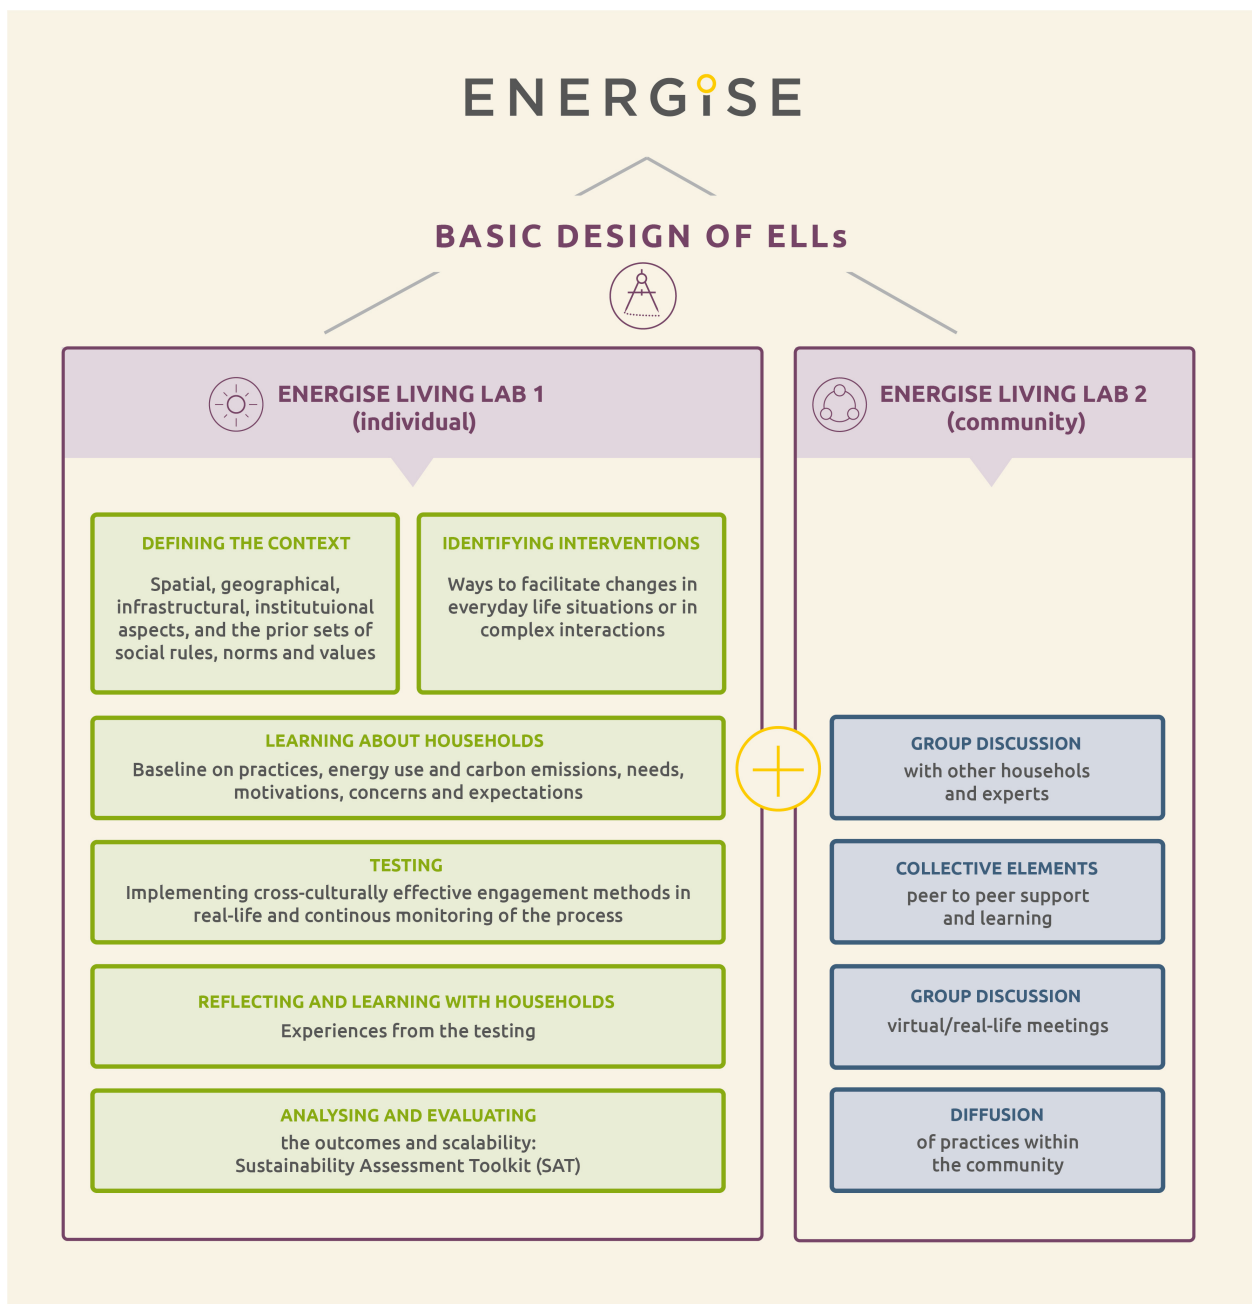 ENERGiSE
BASIC DESIGN OF ELLs
ENERGISE LIVING LAB 1
(individual)
DEFINING THE CONTEXT
Spatial, geographical,
infrastructural, institutuional
aspects, and the prior sets of
social rules, norms and values
IDENTIFYING INTERVENTIONS
Ways to facilitate changes in
everyday life situations or in
complex interactions
LEARNING ABOUT HOUSEHOLDS
Baseline on practices, energy use and carbon emissions, needs,
motivations, concerns and expectations
TESTING
Implementing cross-culturally effective engagement methods in
real-life and continous monitoring of the process
REFLECTING AND LEARNING WITH HOUSEHOLDS
Experiences from the testing
ANALYSING AND EVALUATING
the outcomes and scalability:
Sustainability Assessment Toolkit (SAT)
ENERGISE LIVING LAB 2
(community)
GROUP DISCUSSION
with other househols
and experts
COLLECTIVE ELEMENTS
peer to peer support
and learning
GROUP DISCUSSION
virtual/real-life meetings
DIFFUSION
of practices within
the community